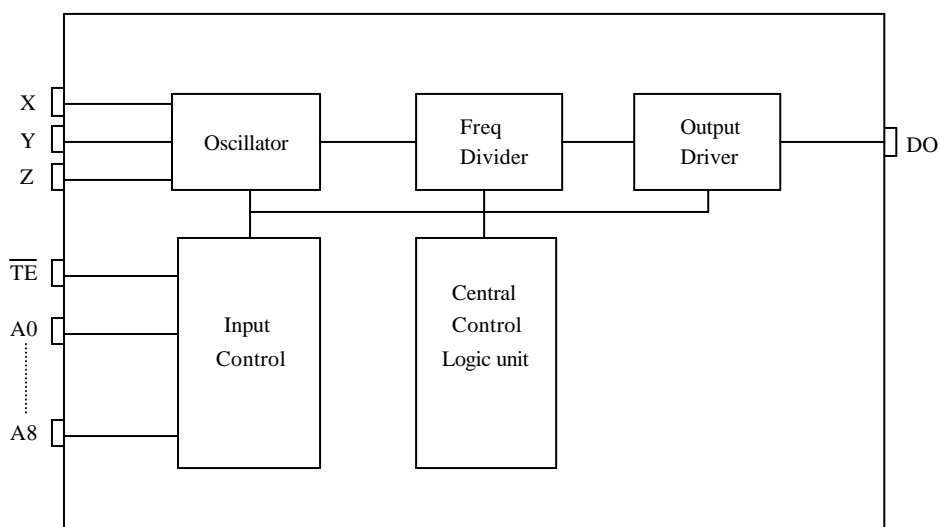 X
Y
Z
Oscillator
Freq
Divider
Output
Driver
DO
TE
A0
A8
Input
Control
Central
Control
Logic unit